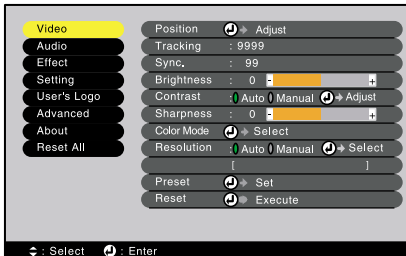 Video
Audio
Effect
Setting
User's Logo
Advanced
About
Reset All
Position Adjust
Tracking : 9999
Sync. : 99
Brightness : 0 - +
Contrast : Auto Manual Adjust
Sharpness : 0 - +
Color Mode Select
Resolution : Auto Manual Select
[ ]
Preset Set
Reset Execute
: Select : Enter